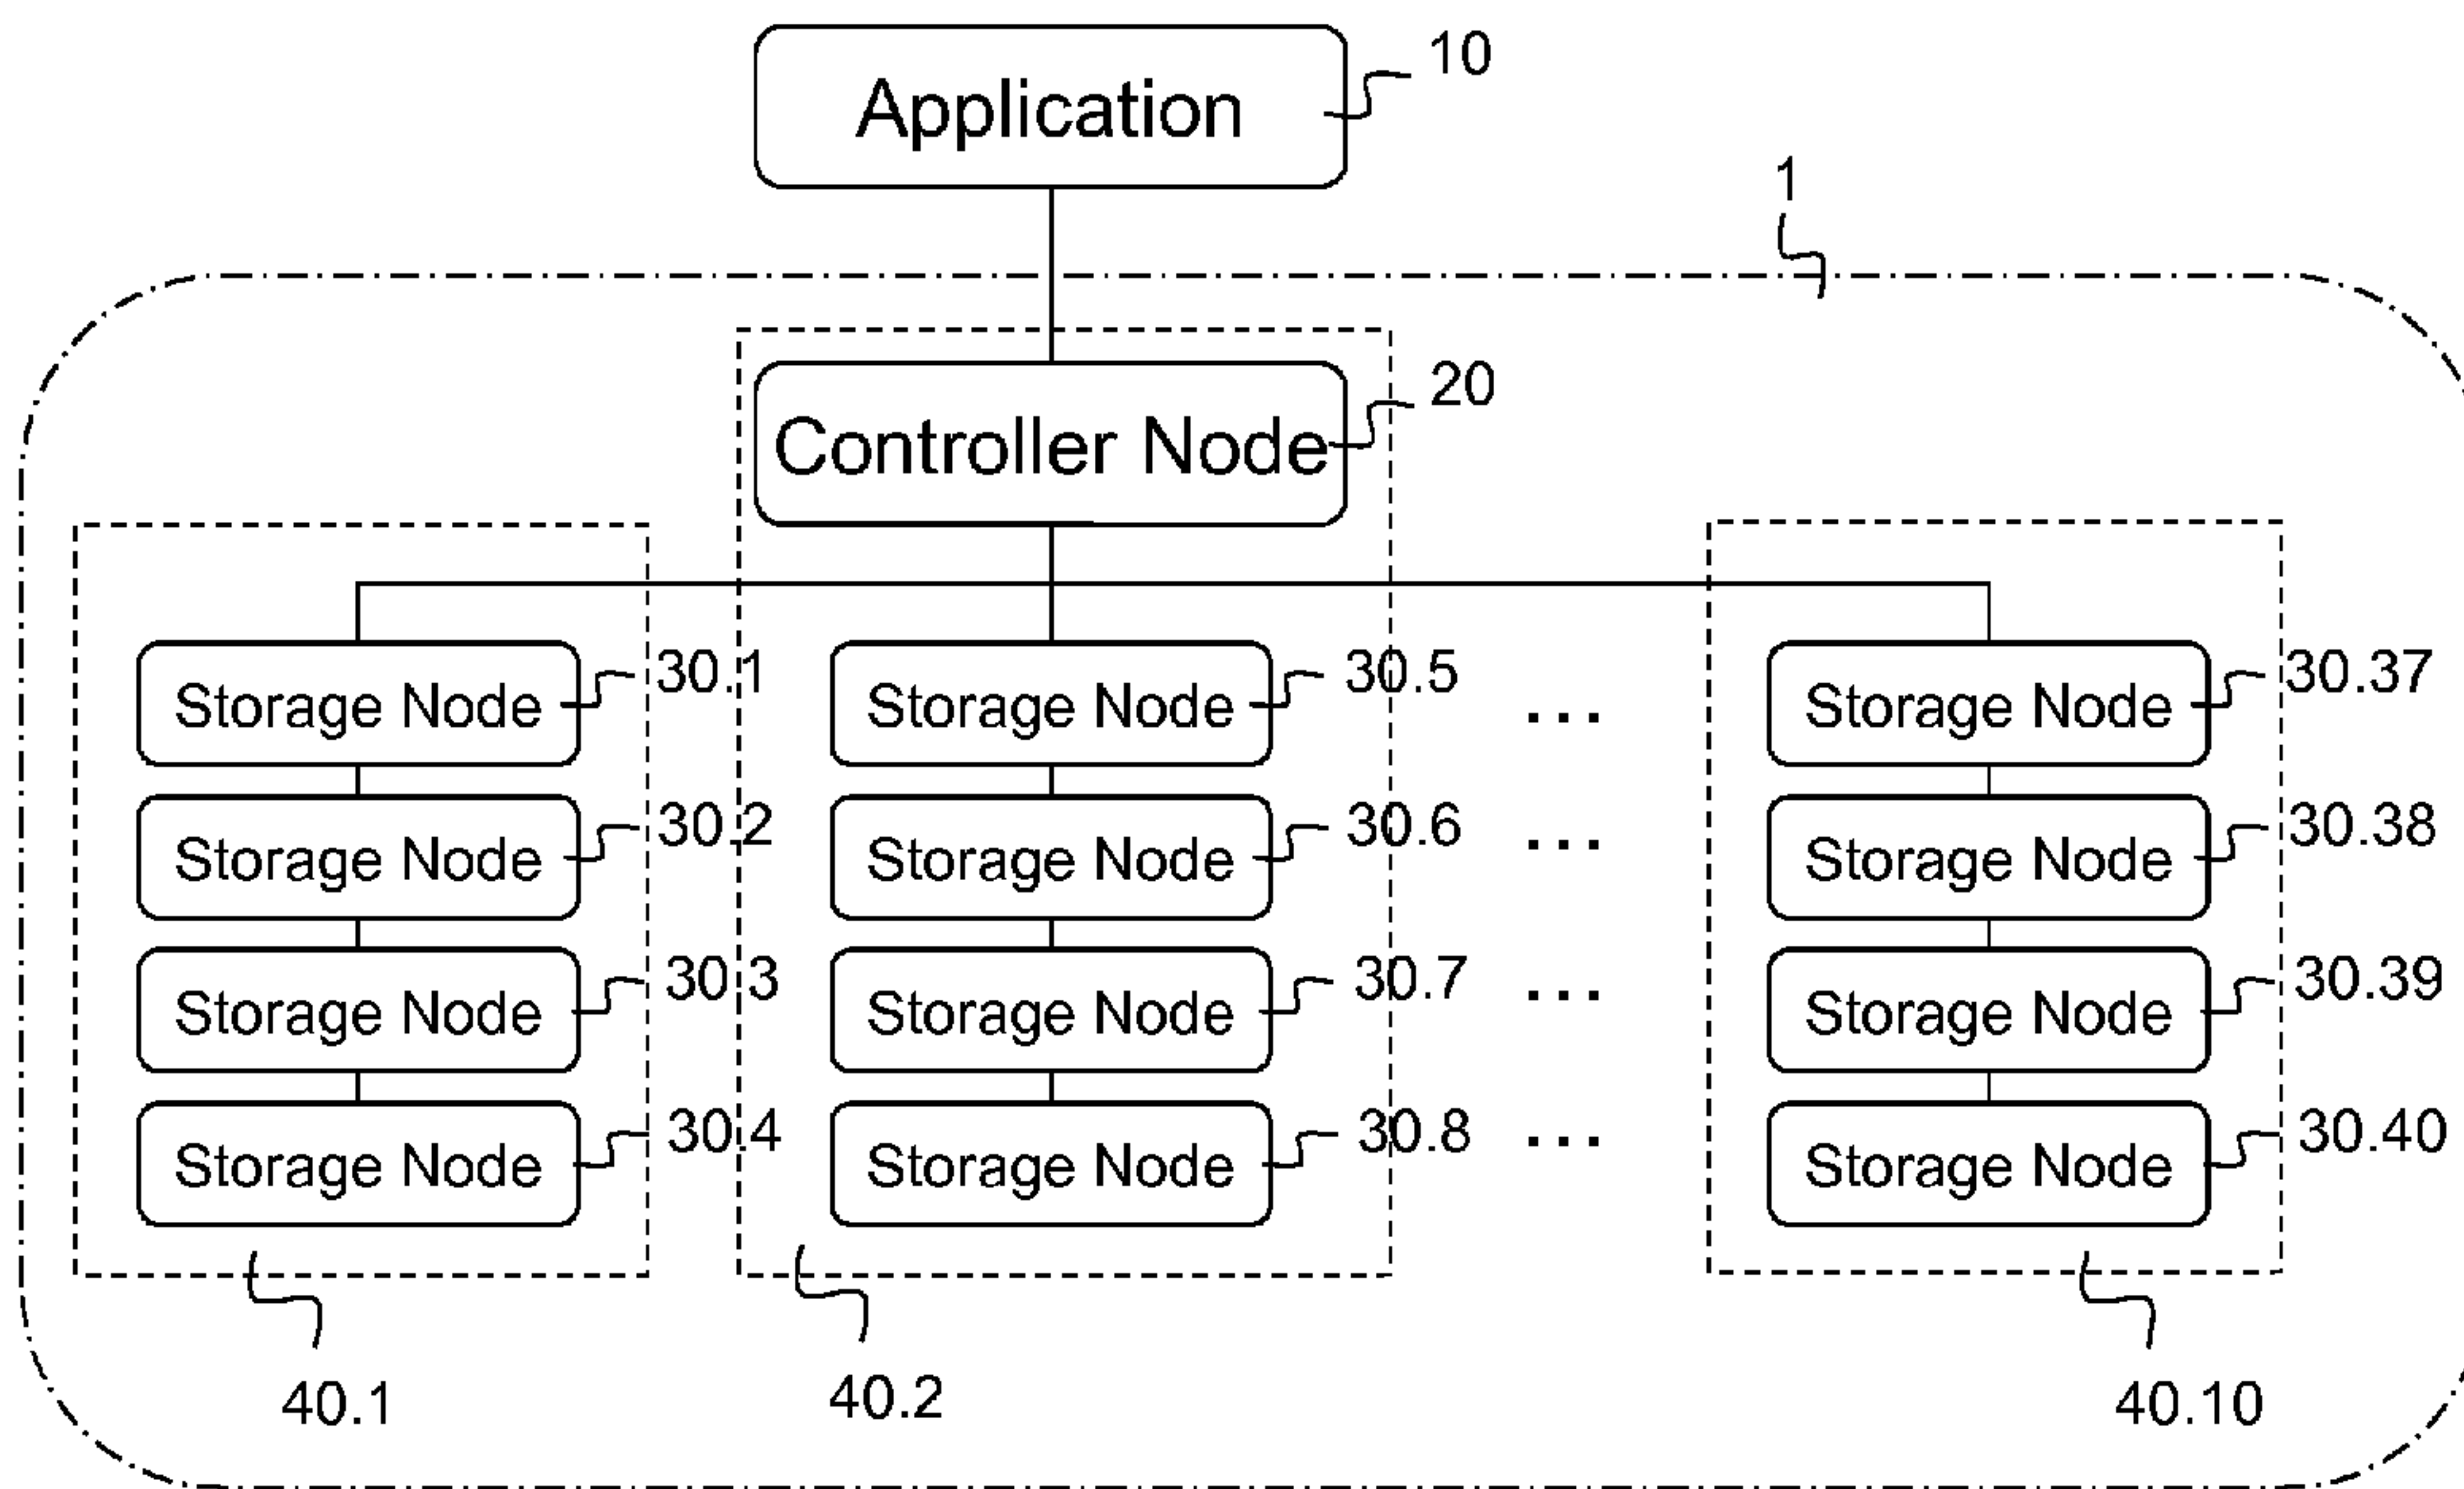 Application
10
1
Controller Node
20
Storage Node 30.1
Storage Node 30.5
...
Storage Node 30.37
Storage Node 30.2
Storage Node 30.6
...
Storage Node 30.38
Storage Node 30.3
Storage Node 30.7
...
Storage Node 30.39
Storage Node 30.4
Storage Node 30.8
...
Storage Node 30.40
40.1
40.2
40.10